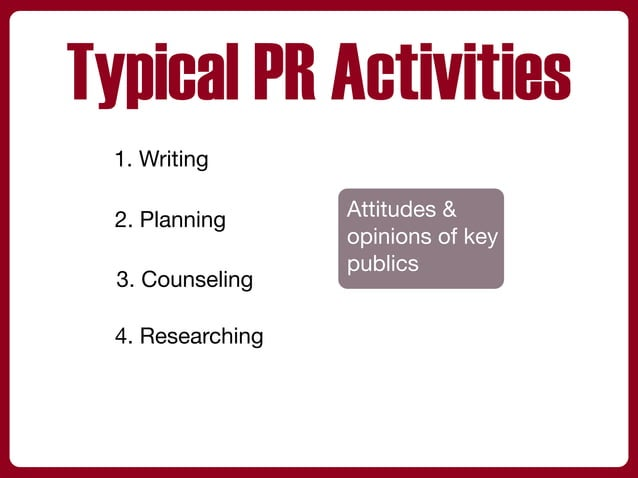 Typical PR Activities
1. Writing
2. Planning
3. Counseling
4. Researching
Attitudes &
opinions of key
publics